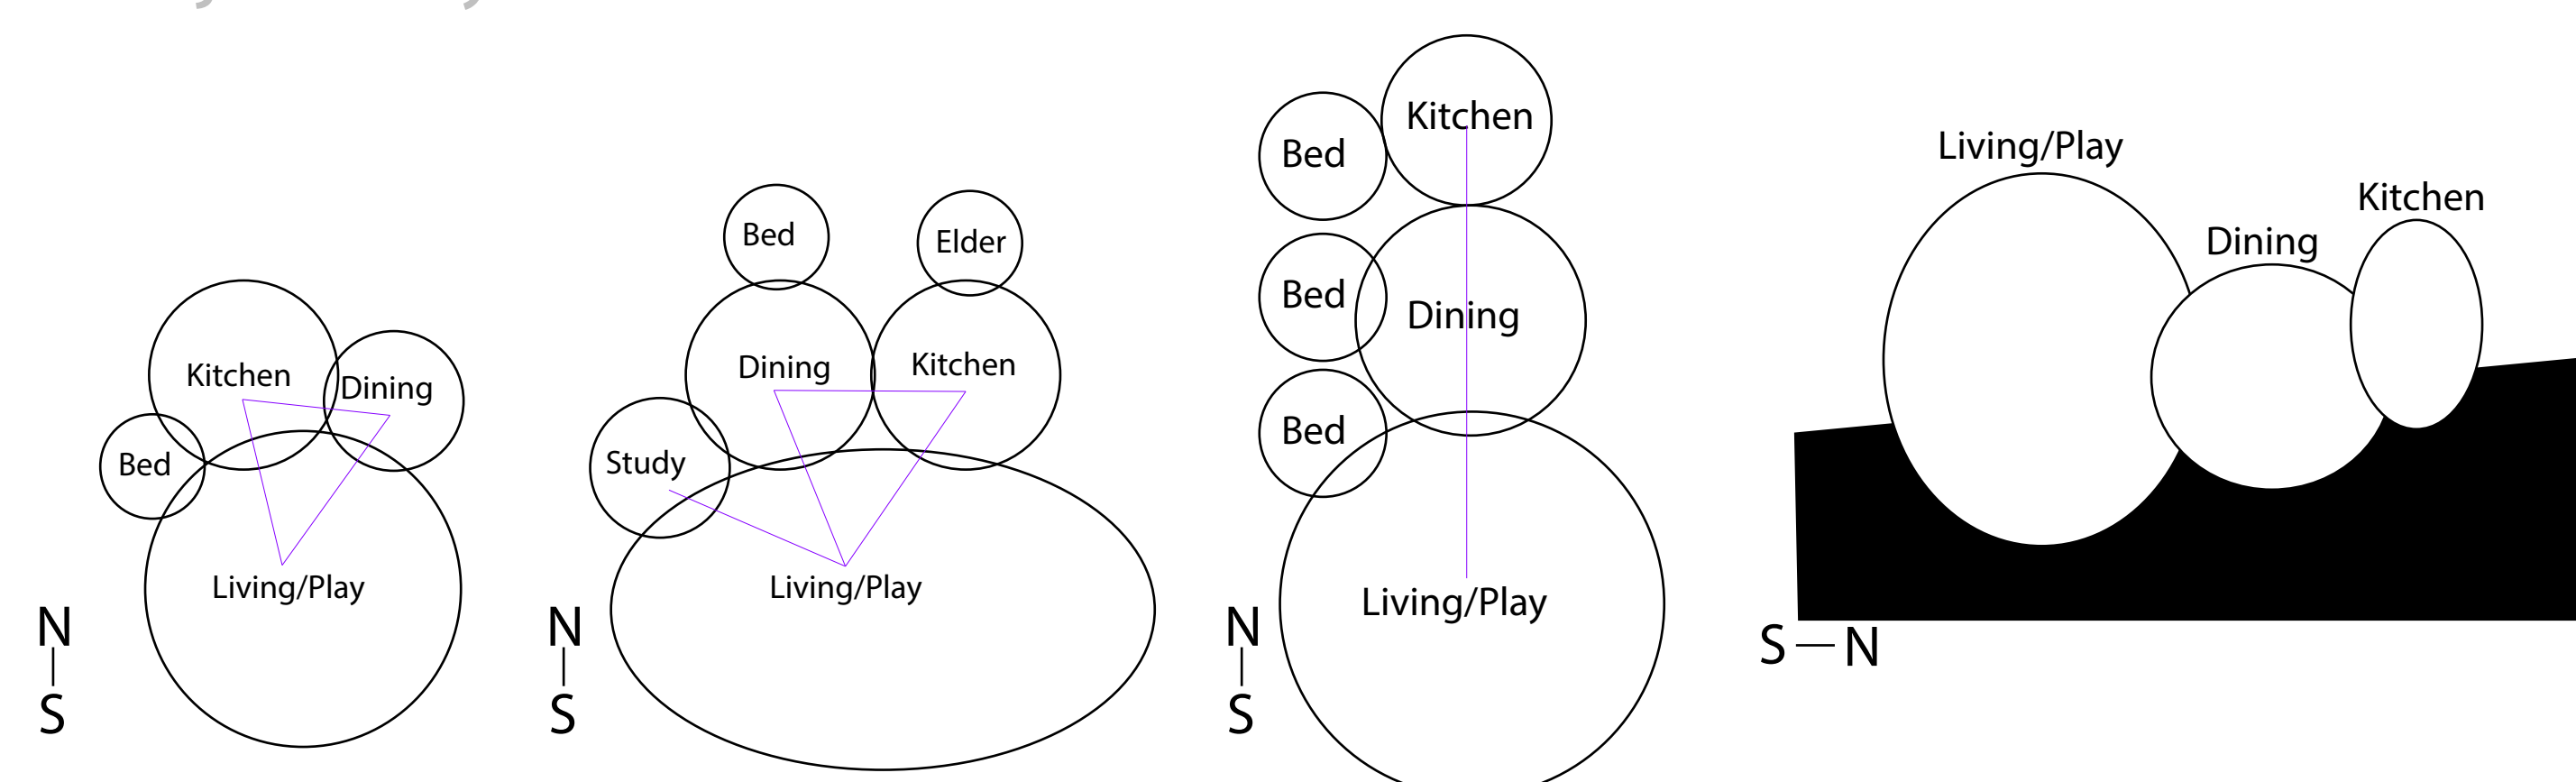 Kitchen
Dining
Bed
Living/Play
N
S
Bed
Elder
Dining
Kitchen
Study
Living/Play
N
S
Kitchen
Bed
Bed
Dining
Bed
Living/Play
N
S
Living/Play
Kitchen
Dining
S — N